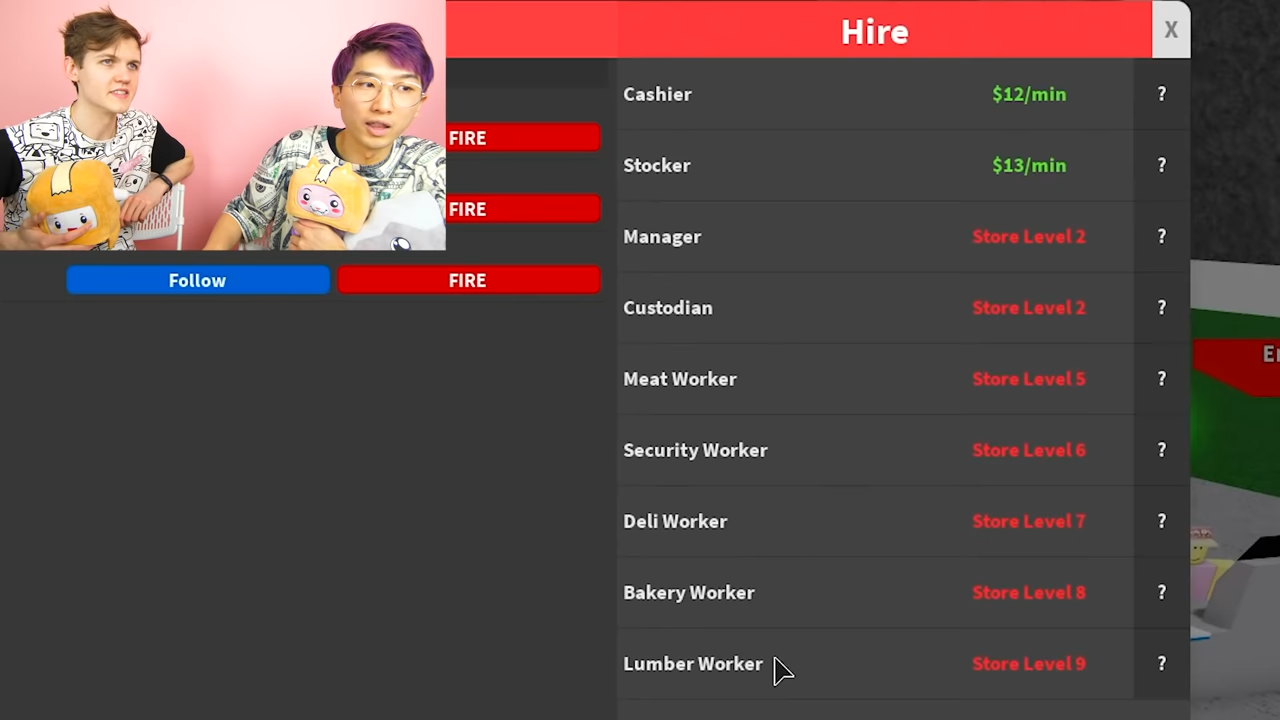 Hire
X
Cashier $12/min ?
FIRE
Stocker $13/min ?
FIRE
Manager Store Level 2 ?
Follow FIRE
Custodian Store Level 2 ?
Meat Worker Store Level 5 ?
Security Worker Store Level 6 ?
Deli Worker Store Level 7 ?
Bakery Worker Store Level 8 ?
Lumber Worker Store Level 9 ?